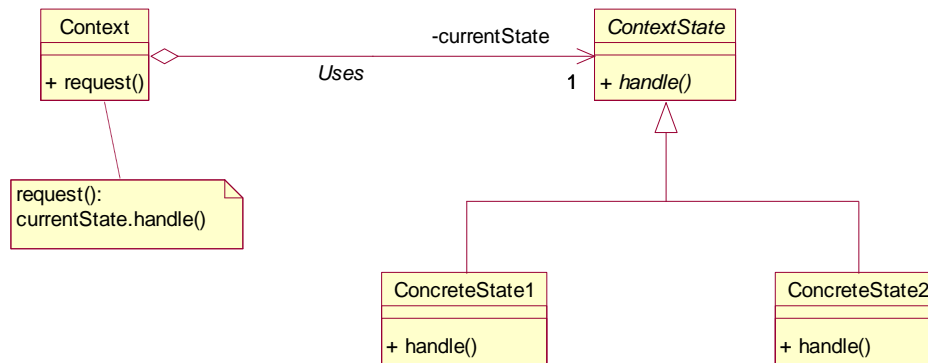 Context
+ request()
-currentState
Uses
1
ContextState
+ handle()
request():
currentState.handle()
ConcreteState1
+ handle()
ConcreteState2
+ handle()